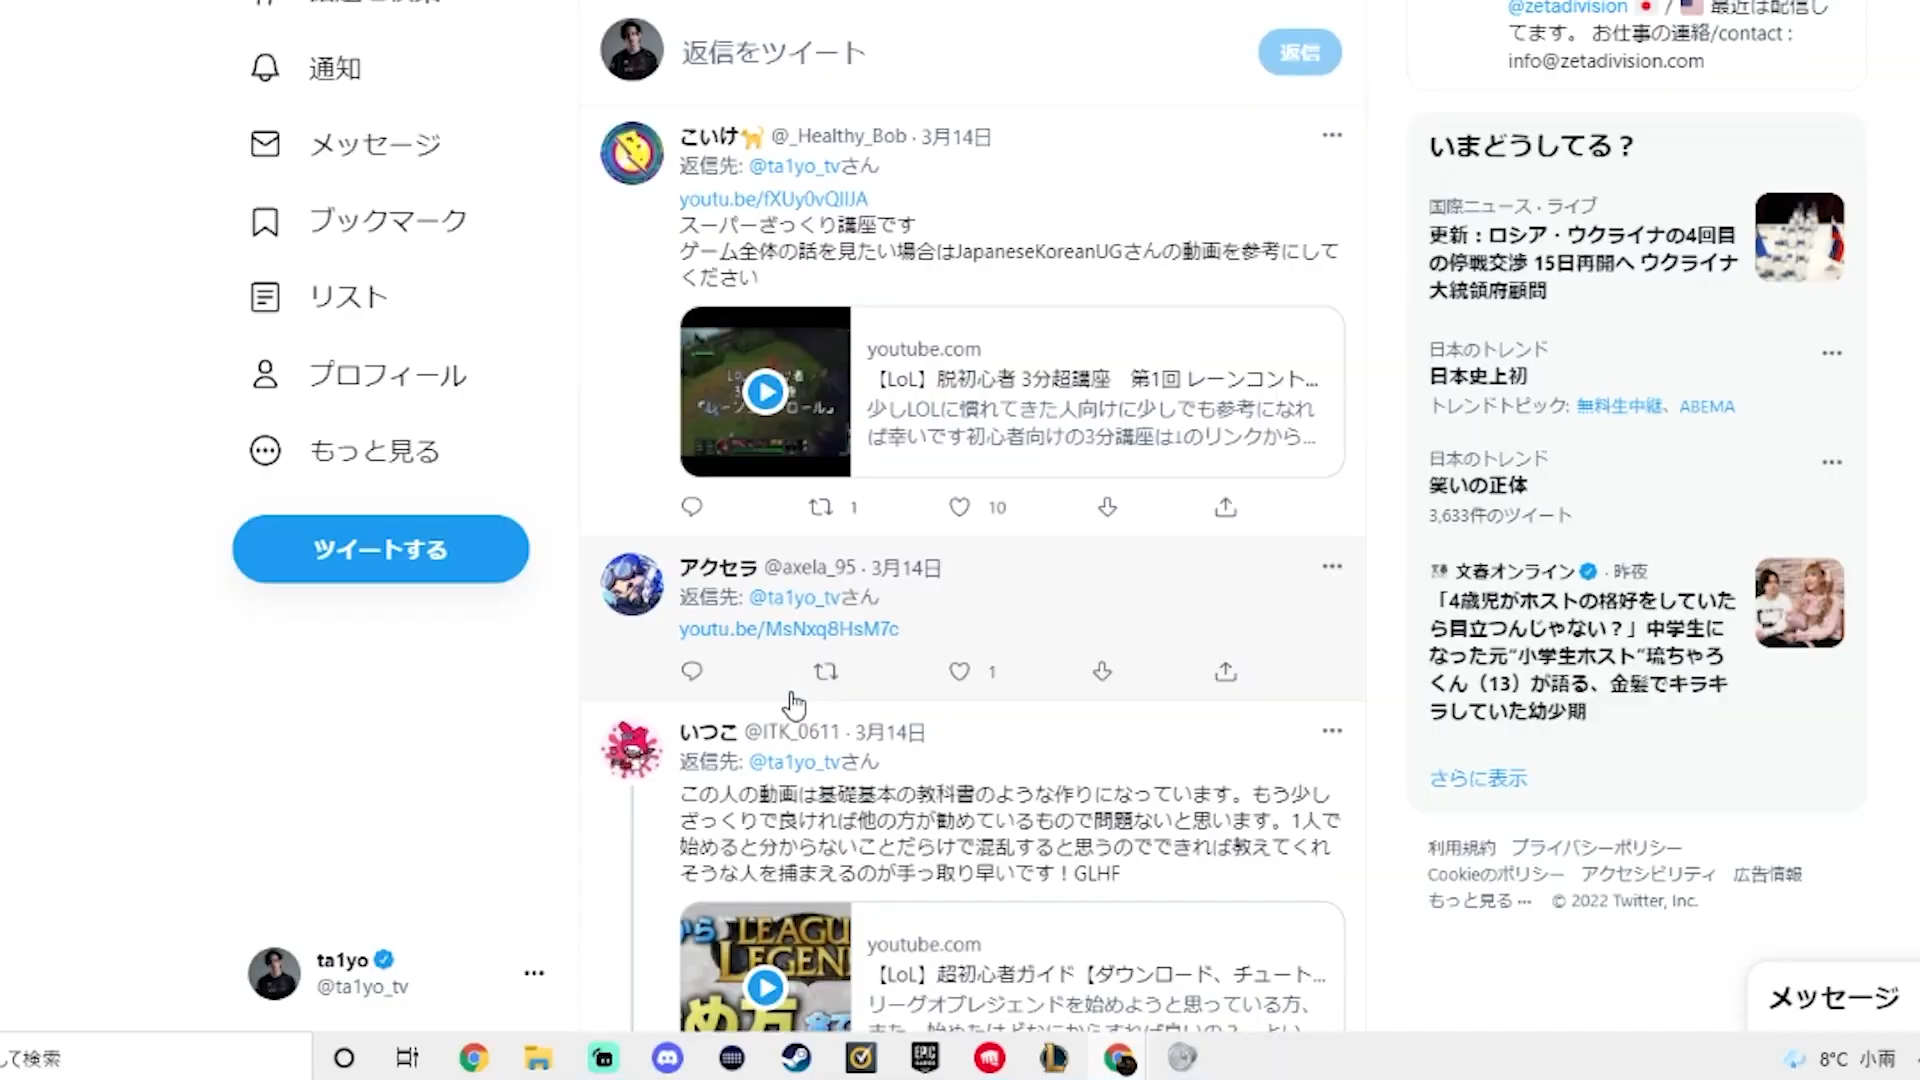 通知
メッセージ
ブックマーク
リスト
プロフィール
もっと見る
ツイートする
ta1yo
@ta1yo_tv
返信をツイート
返信
こいけ🐈 @_Healthy_Bob · 3月14日
返信先: @ta1yo_tvさん
スーパーざっくり講座です
ゲーム全体の話を見たい場合はJapaneseKoreanUGさんの動画を参考にして
ください
youtube.com
【LoL】脱初心者 3分超講座 第1回 レーンコント...
少しLOLに慣れてきた人向けに少しでも参考になれ
ば幸いです初心者向けの3分講座は↓のリンクから...
1
10
アクセラ @axela_95 · 3月14日
返信先: @ta1yo_tvさん
youtu.be/MsNxq8HsM7c
1
いつこ @ITK_0611 · 3月14日
返信先: @ta1yo_tvさん
この人の動画は基礎基本の教科書のような作りになっています。もう少し
ざっくりで良ければ他の方が勧めているもので問題ないと思います。1人で
始めると分からないことだらけで混乱すると思うのでできれば教えてくれ
そうな人を捕まえるのが手っ取り早いです！GLHF
youtube.com
【LoL】超初心者ガイド【ダウンロード、チュート...
リーグオブレジェンドを始めようと思っている方、
@zetadivision 🇯🇵 / 🇺🇸 最近は配信し
てます。 お仕事の連絡/contact :
info@zetadivision.com
いまどうしてる？
国際ニュース · ライブ
更新：ロシア・ウクライナの4回目
の停戦交渉 15日再開へ ウクライナ
大統領府顧問
日本のトレンド
日本史上初
トレンドトピック: 無料生中継、ABEMA
日本のトレンド
笑いの正体
3,633件のツイート
文春オンライン · 昨夜
「4歳児がホストの格好をしていた
ら目立つんじゃない？」中学生に
なった元“小学生ホスト”琉ちゃろ
くん（13）が語る、金髪でキラキ
ラしていた幼少期
さらに表示
利用規約 プライバシーポリシー
Cookieのポリシー アクセシビリティ 広告情報
もっと見る ··· © 2022 Twitter, Inc.
メッセージ
して検索
8°C 小雨